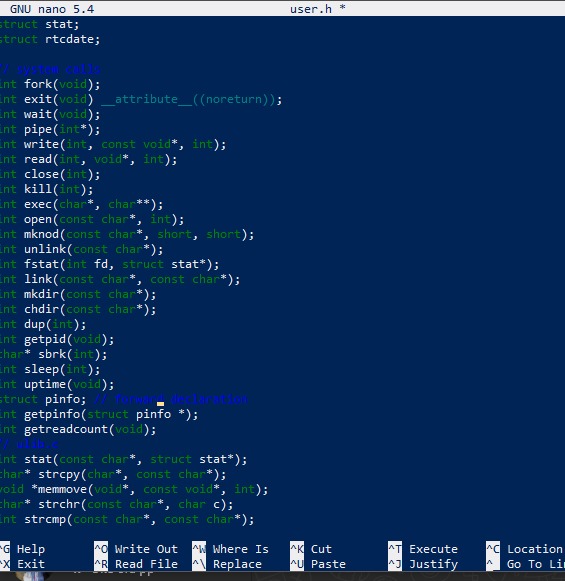 GNU nano 5.4 user.h *
struct stat;
struct rtcdate;
// system calls
int fork(void);
int exit(void) __attribute__((noreturn));
int wait(void);
int pipe(int*);
int write(int, const void*, int);
int read(int, void*, int);
int close(int);
int kill(int);
int exec(char*, char**);
int open(const char*, int);
int mknod(const char*, short, short);
int unlink(const char*);
int fstat(int fd, struct stat*);
int link(const char*, const char*);
int mkdir(const char*);
int chdir(const char*);
int dup(int);
int getpid(void);
char* sbrk(int);
int sleep(int);
int uptime(void);
struct pinfo; // forward declaration
int getpinfo(struct pinfo *);
int getreadcount(void);
// ulib.c
int stat(const char*, struct stat*);
char* strcpy(char*, const char*);
void *memmove(void*, const void*, int);
char* strchr(const char*, char c);
int strcmp(const char*, const char*);
^G Help ^O Write Out ^W Where Is ^K Cut ^T Execute ^C Location
^X Exit ^R Read File ^\ Replace ^U Paste ^J Justify ^_ Go To Li